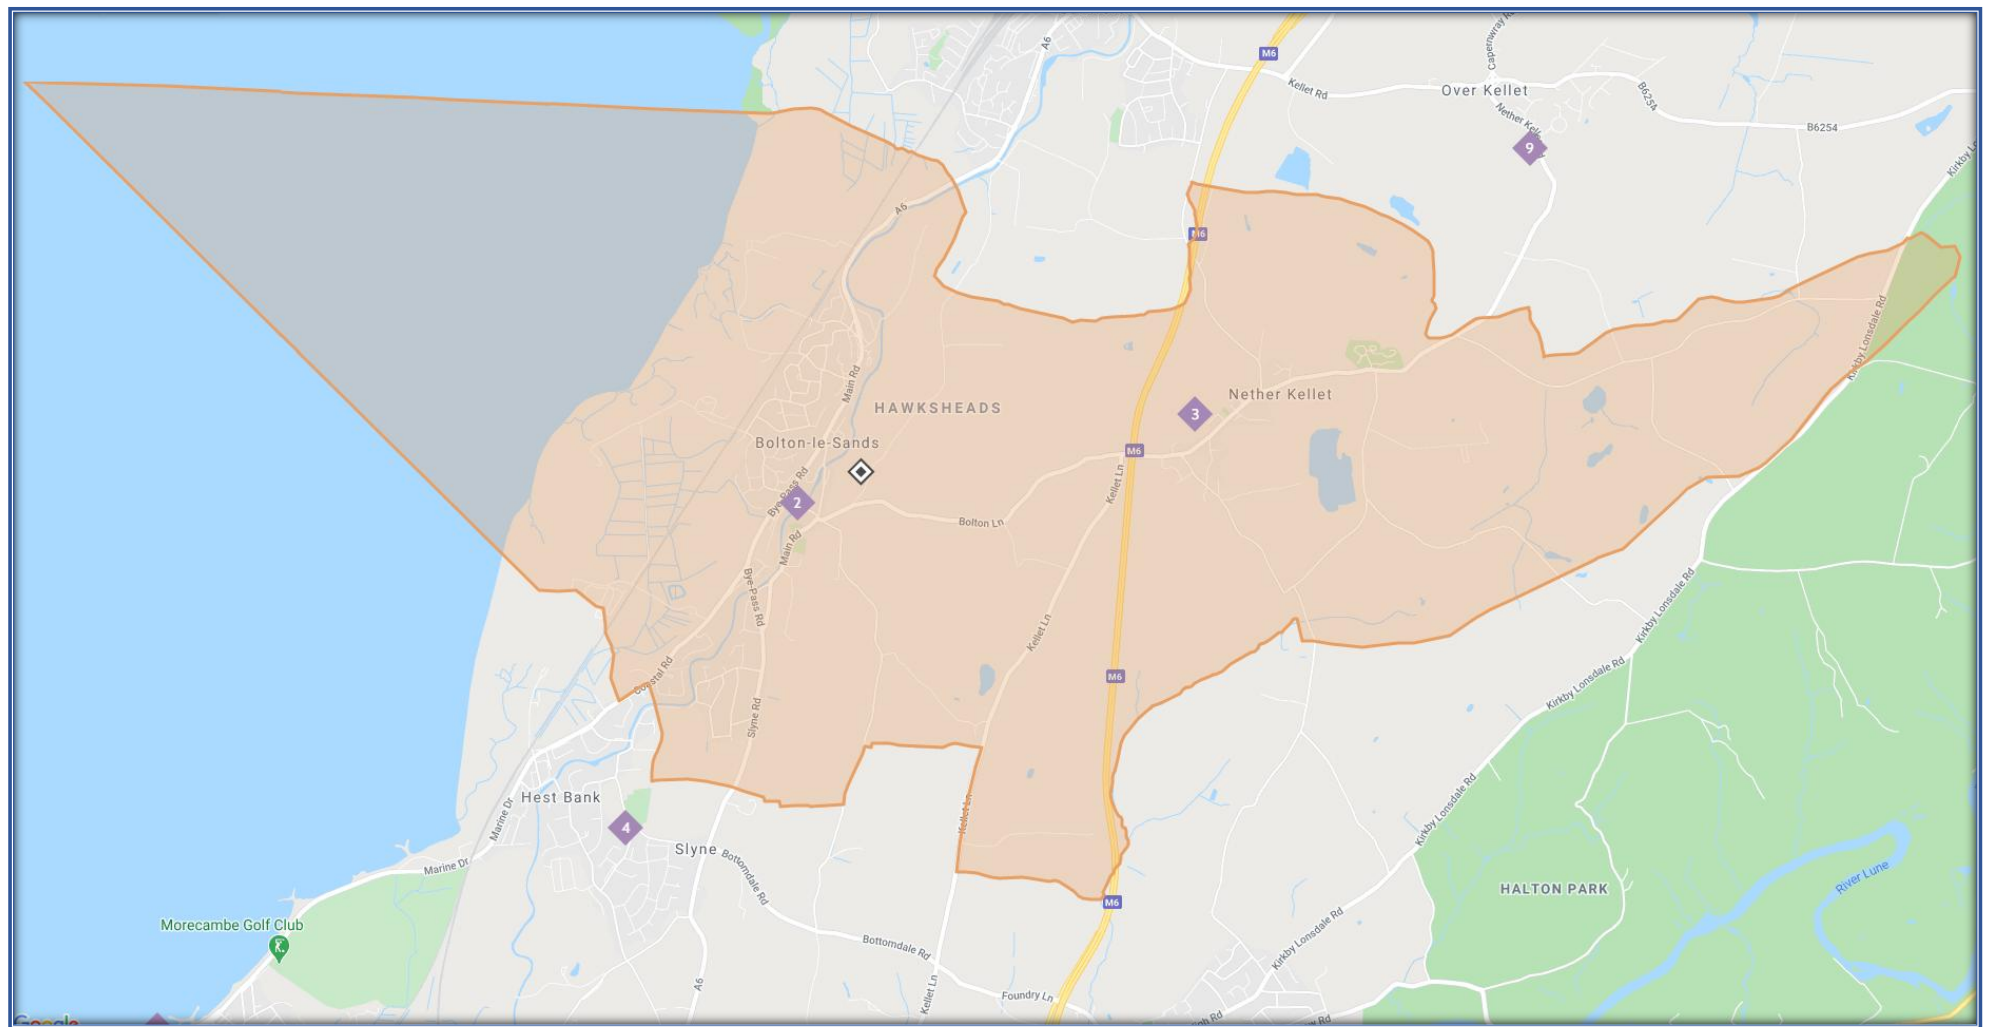 A6
M6
Kellet Rd
Over Kellet
B6254
B6254
9
A6
M6
Kirkby Lonsdale Rd
Main Rd
HAWKSHEADS
Nether Kellet
3
Bolton-le-Sands
M6
Kellet Ln
Bye-Pass Rd
2
Bolton Ln
Main Rd
Bye-Pass Rd
Kellet Ln
Kirkby Lonsdale Rd
Coastal Rd
M6
Kirkby Lonsdale Rd
Slyne Rd
Hest Bank
Marine Dr
Kellet Ln
Kirkby Lonsdale Rd
4
Slyne
Bottomdale Rd
Marine Dr
HALTON PARK
River Lune
M6
Morecambe Golf Club
Bottomdale Rd
Kirkby Lonsdale Rd
A6
Kellet Ln
Foundry Ln
Google